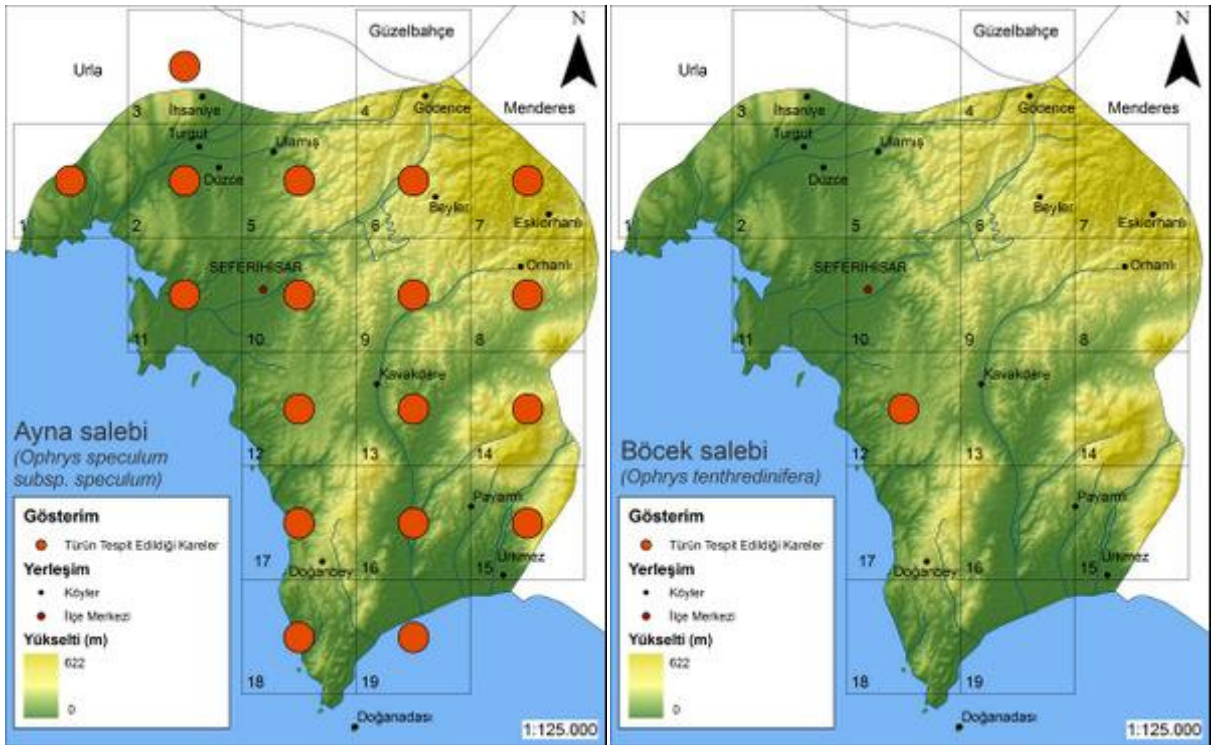 Güzelbahçe
N
Urla
3
4
Gödence
Menderes
İhsaniye
Turgut
Ulamış
Düzce
Beyler
Eskiorhanlı
1
2
5
6
7
SEFERİHİSAR
Orhanlı
11
10
9
8
Kavakdere
Ayna salebi
(Ophrys speculum
subsp. speculum)
12
13
14
Payamlı
Gösterim
Türün Tespit Edildiği Kareler
Yerleşim
Köyler
İlçe Merkezi
Yükselti (m)
622
0
17
Doğanbey
16
15
Ürkmez
18
19
Doğanadası
1:125.000
Güzelbahçe
N
Urla
3
4
Gödence
Menderes
İhsaniye
Turgut
Ulamış
Düzce
Beyler
Eskiorhanlı
1
2
5
6
7
SEFERİHİSAR
Orhanlı
11
10
9
8
Kavakdere
Böcek salebi
(Ophrys tenthredinifera)
12
13
14
Payamlı
Gösterim
Türün Tespit Edildiği Kareler
Yerleşim
Köyler
İlçe Merkezi
Yükselti (m)
622
0
17
Doğanbey
16
15
Ürkmez
18
19
Doğanadası
1:125.000